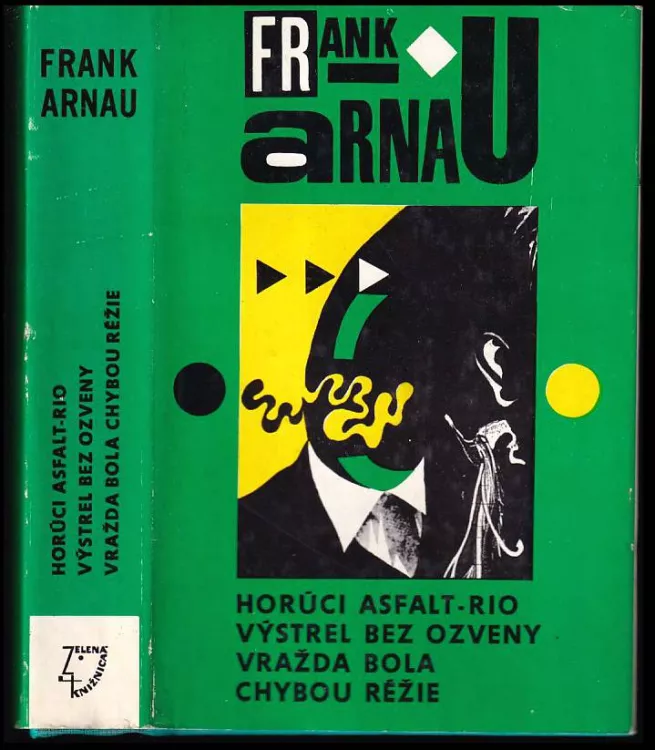 FRANK
ARNAU
HORÚCI ASFALT-RIO
VÝSTREL BEZ OZVENY
VRAŽDA BOLA CHYBOU RÉŽIE
ZELENÁ
KNIŽNICA
FRANK
ARNAU
HORÚCI ASFALT-RIO
VÝSTREL BEZ OZVENY
VRAŽDA BOLA
CHYBOU RÉŽIE